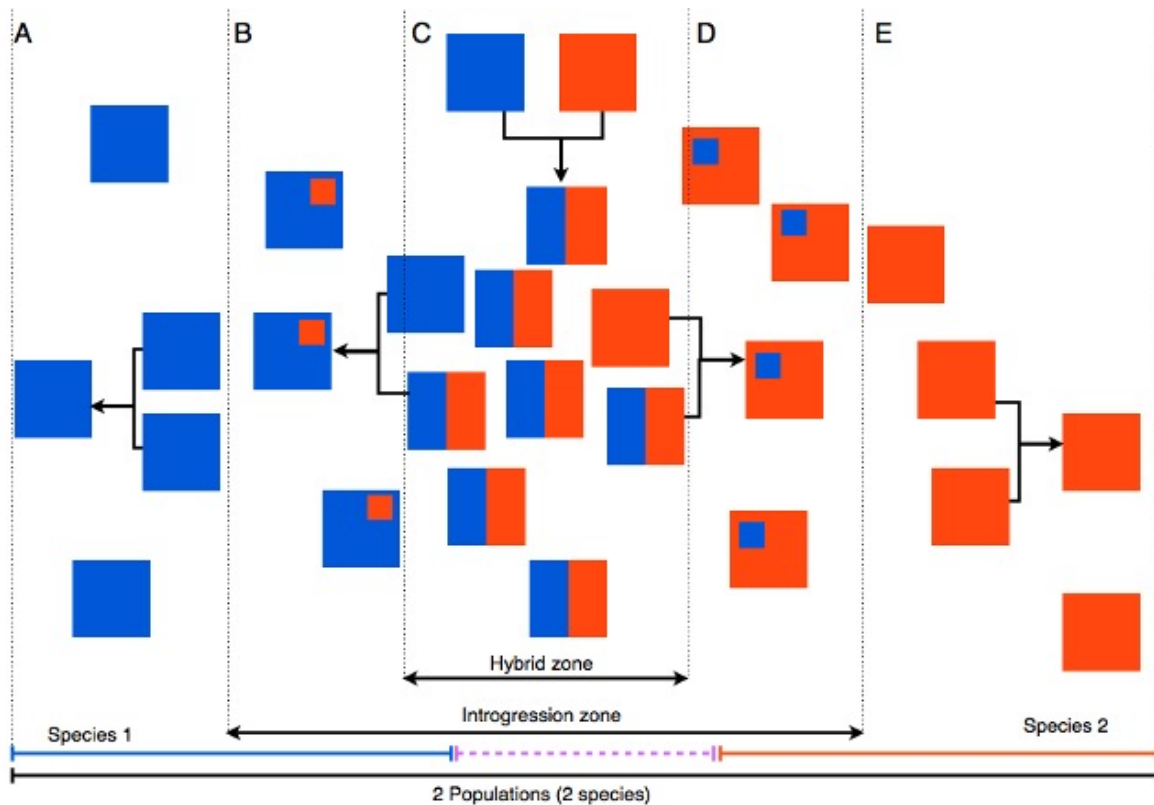 A
B
C
D
E
Hybrid zone
Introgression zone
Species 1
Species 2
2 Populations (2 species)